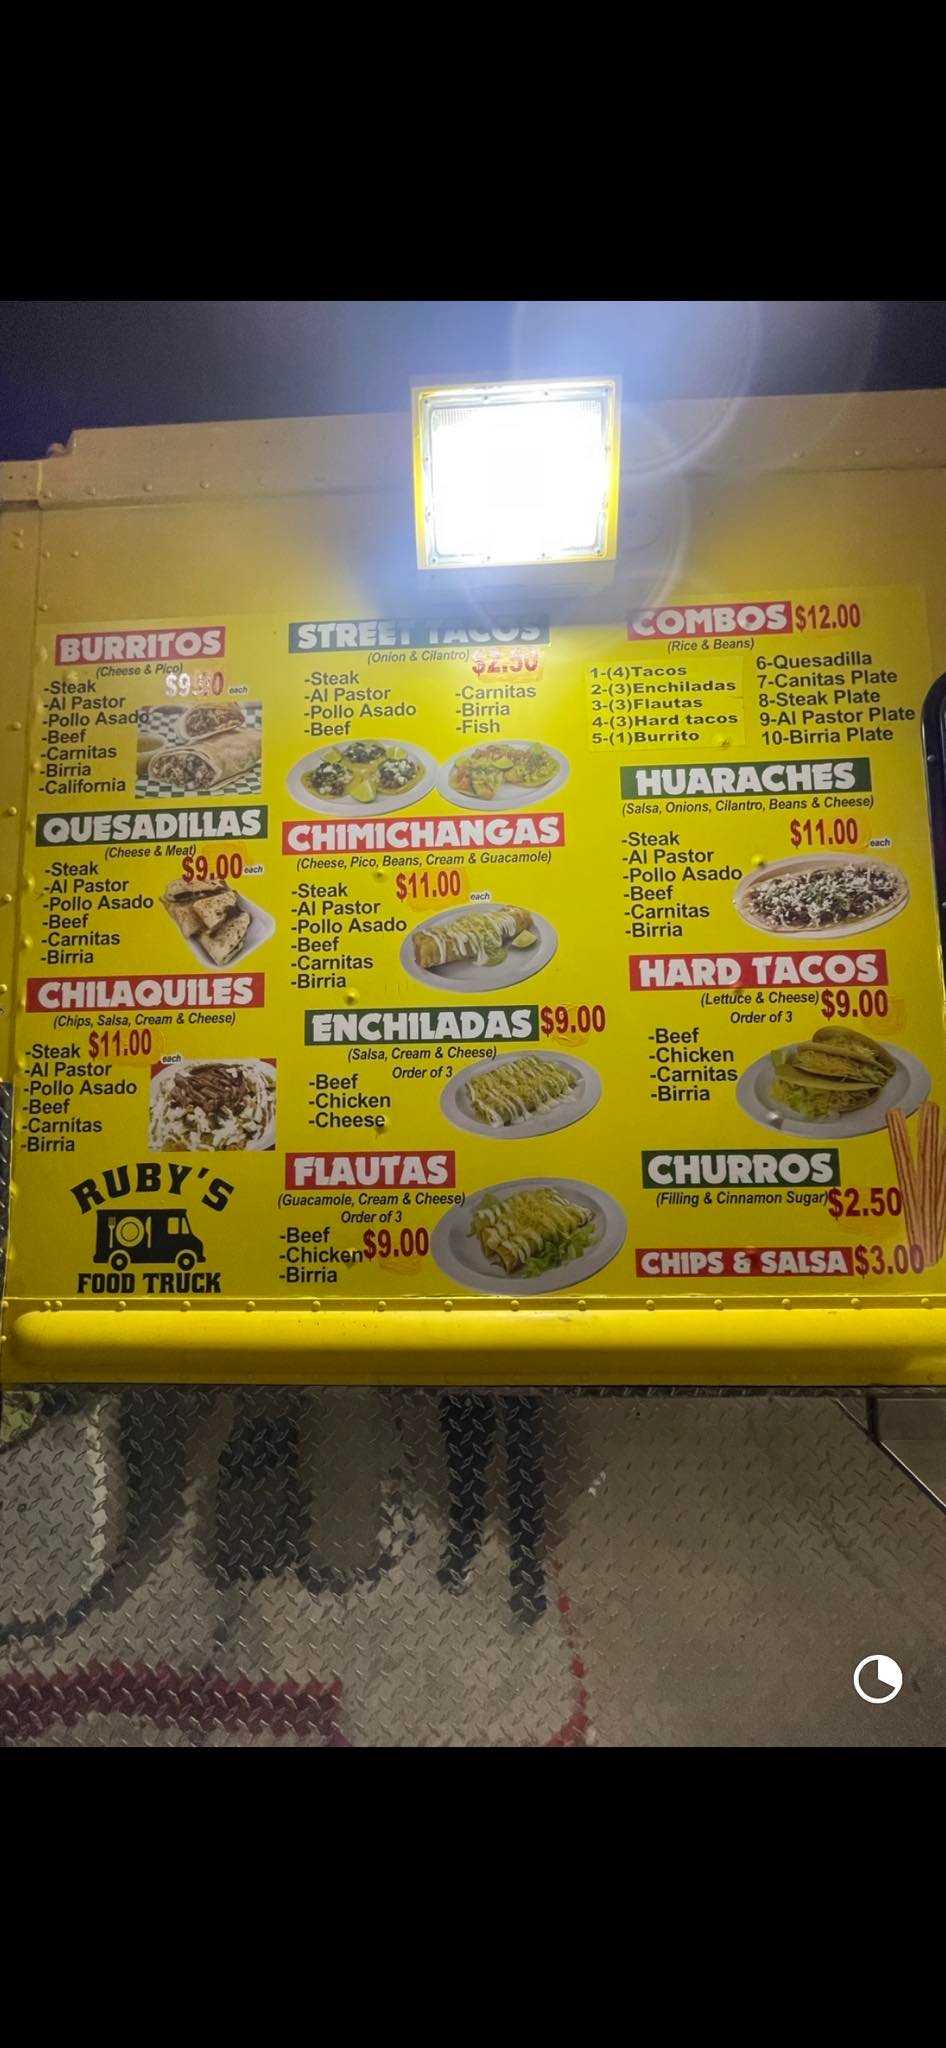 BURRITOS
(Cheese & Pico)
each
-Steak
-Al Pastor
-Pollo Asado
-Beef
-Carnitas
-Birria
-California
QUESADILLAS
(Cheese & Meat)
$9.00 each
-Steak
-Al Pastor
-Pollo Asado
-Beef
-Carnitas
-Birria
CHILAQUILES
(Chips, Salsa, Cream & Cheese)
-Steak $11.00 each
-Al Pastor
-Pollo Asado
-Beef
-Carnitas
-Birria
RUBY'S
FOOD TRUCK
STREET TACOS
(Onion & Cilantro) $2.50
-Steak
-Al Pastor
-Pollo Asado
-Beef
-Carnitas
-Birria
-Fish
CHIMICHANGAS
(Cheese, Pico, Beans, Cream & Guacamole)
$11.00 each
-Steak
-Al Pastor
-Pollo Asado
-Beef
-Carnitas
-Birria
ENCHILADAS $9.00
(Salsa, Cream & Cheese)
Order of 3
-Beef
-Chicken
-Cheese
FLAUTAS
(Guacamole, Cream & Cheese)
Order of 3
-Beef
-Chicken $9.00
-Birria
COMBOS $12.00
(Rice & Beans)
1-(4)Tacos
2-(3)Enchiladas
3-(3)Flautas
4-(3)Hard tacos
5-(1)Burrito
6-Quesadilla
7-Canitas Plate
8-Steak Plate
9-Al Pastor Plate
10-Birria Plate
HUARACHES
(Salsa, Onions, Cilantro, Beans & Cheese)
$11.00 each
-Steak
-Al Pastor
-Pollo Asado
-Beef
-Carnitas
-Birria
HARD TACOS
(Lettuce & Cheese) $9.00
Order of 3
-Beef
-Chicken
-Carnitas
-Birria
CHURROS
(Filling & Cinnamon Sugar) $2.50
CHIPS & SALSA $3.00